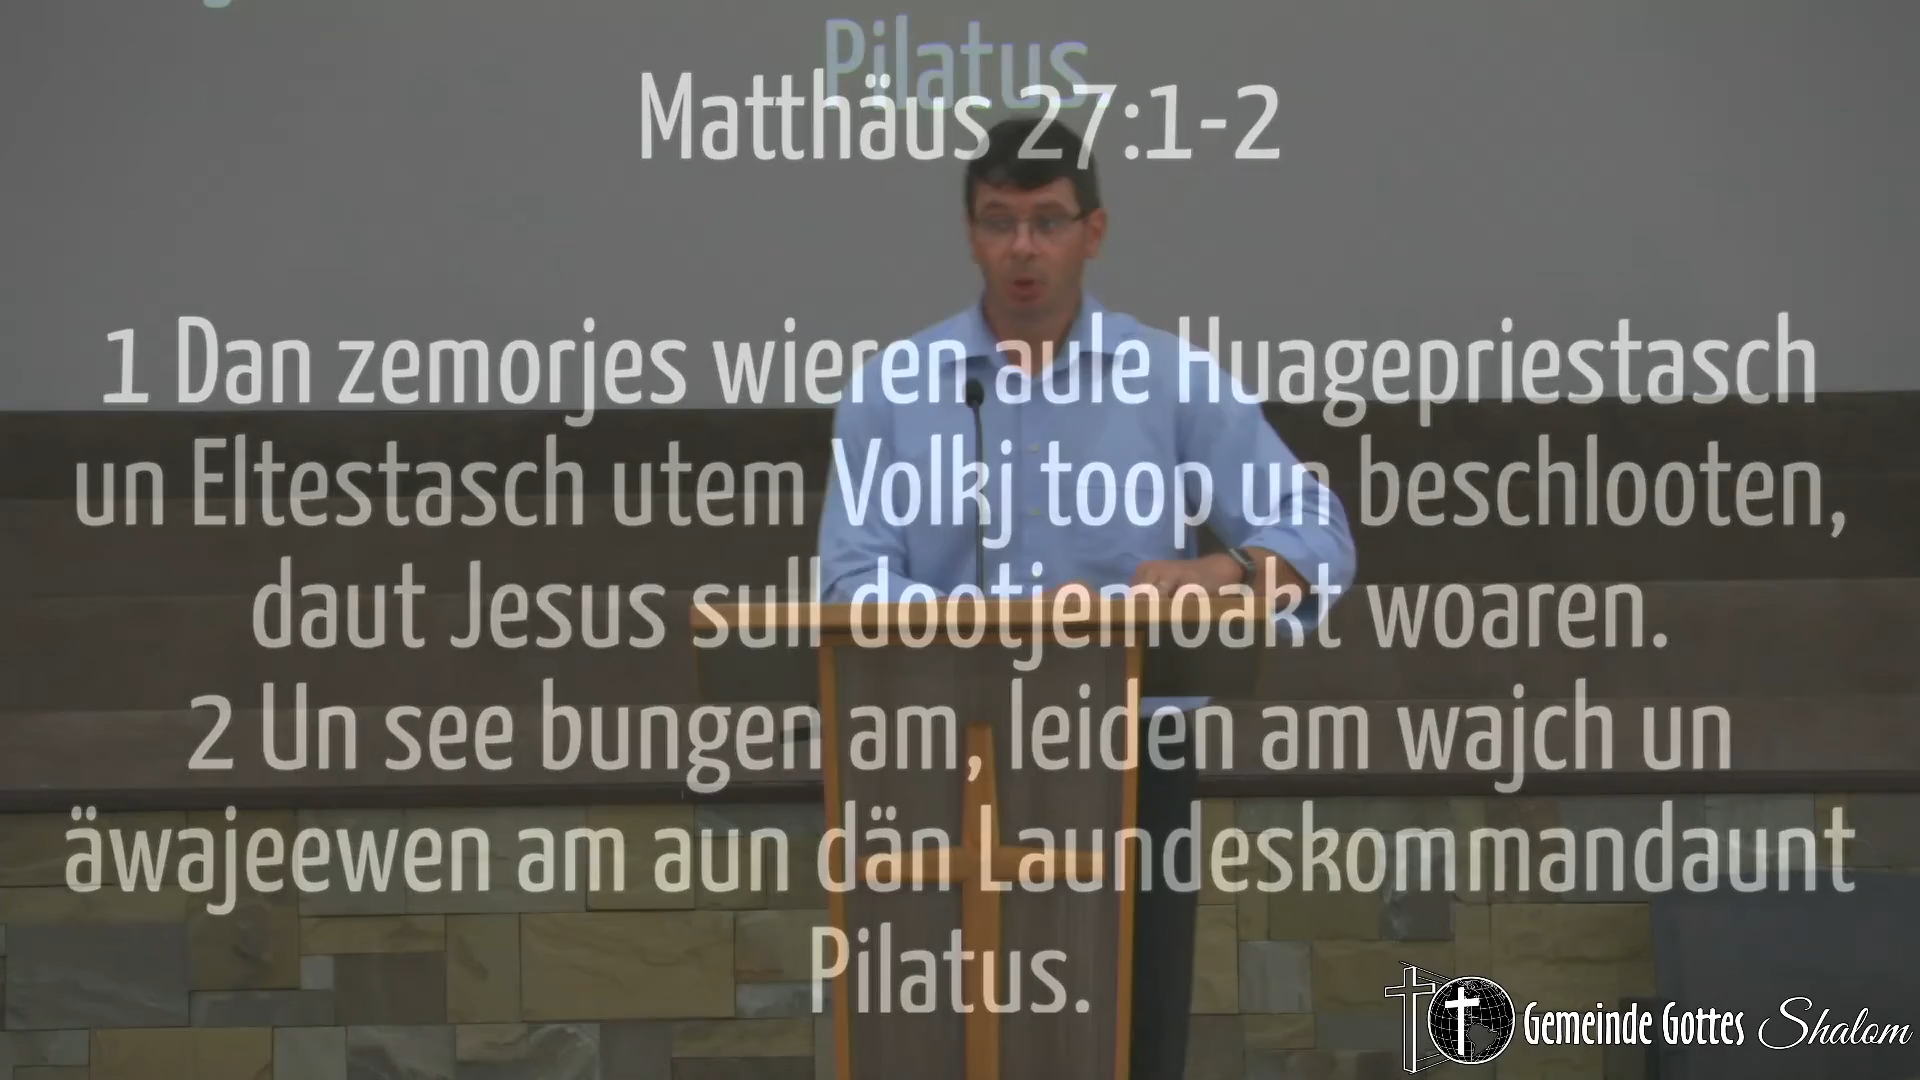 Pilatus.
Matthäus 27:1-2
1 Dan zemorjes wieren aule Huagepriestasch
un Eltestasch utem Volkj toop un beschlooten,
daut Jesus sull dootjemoakt woaren.
2 Un see bungen am, leiden am wajch un
äwajeewen am aun dän Laundeskommandaunt
Pilatus.
Gemeinde Gottes Shalom